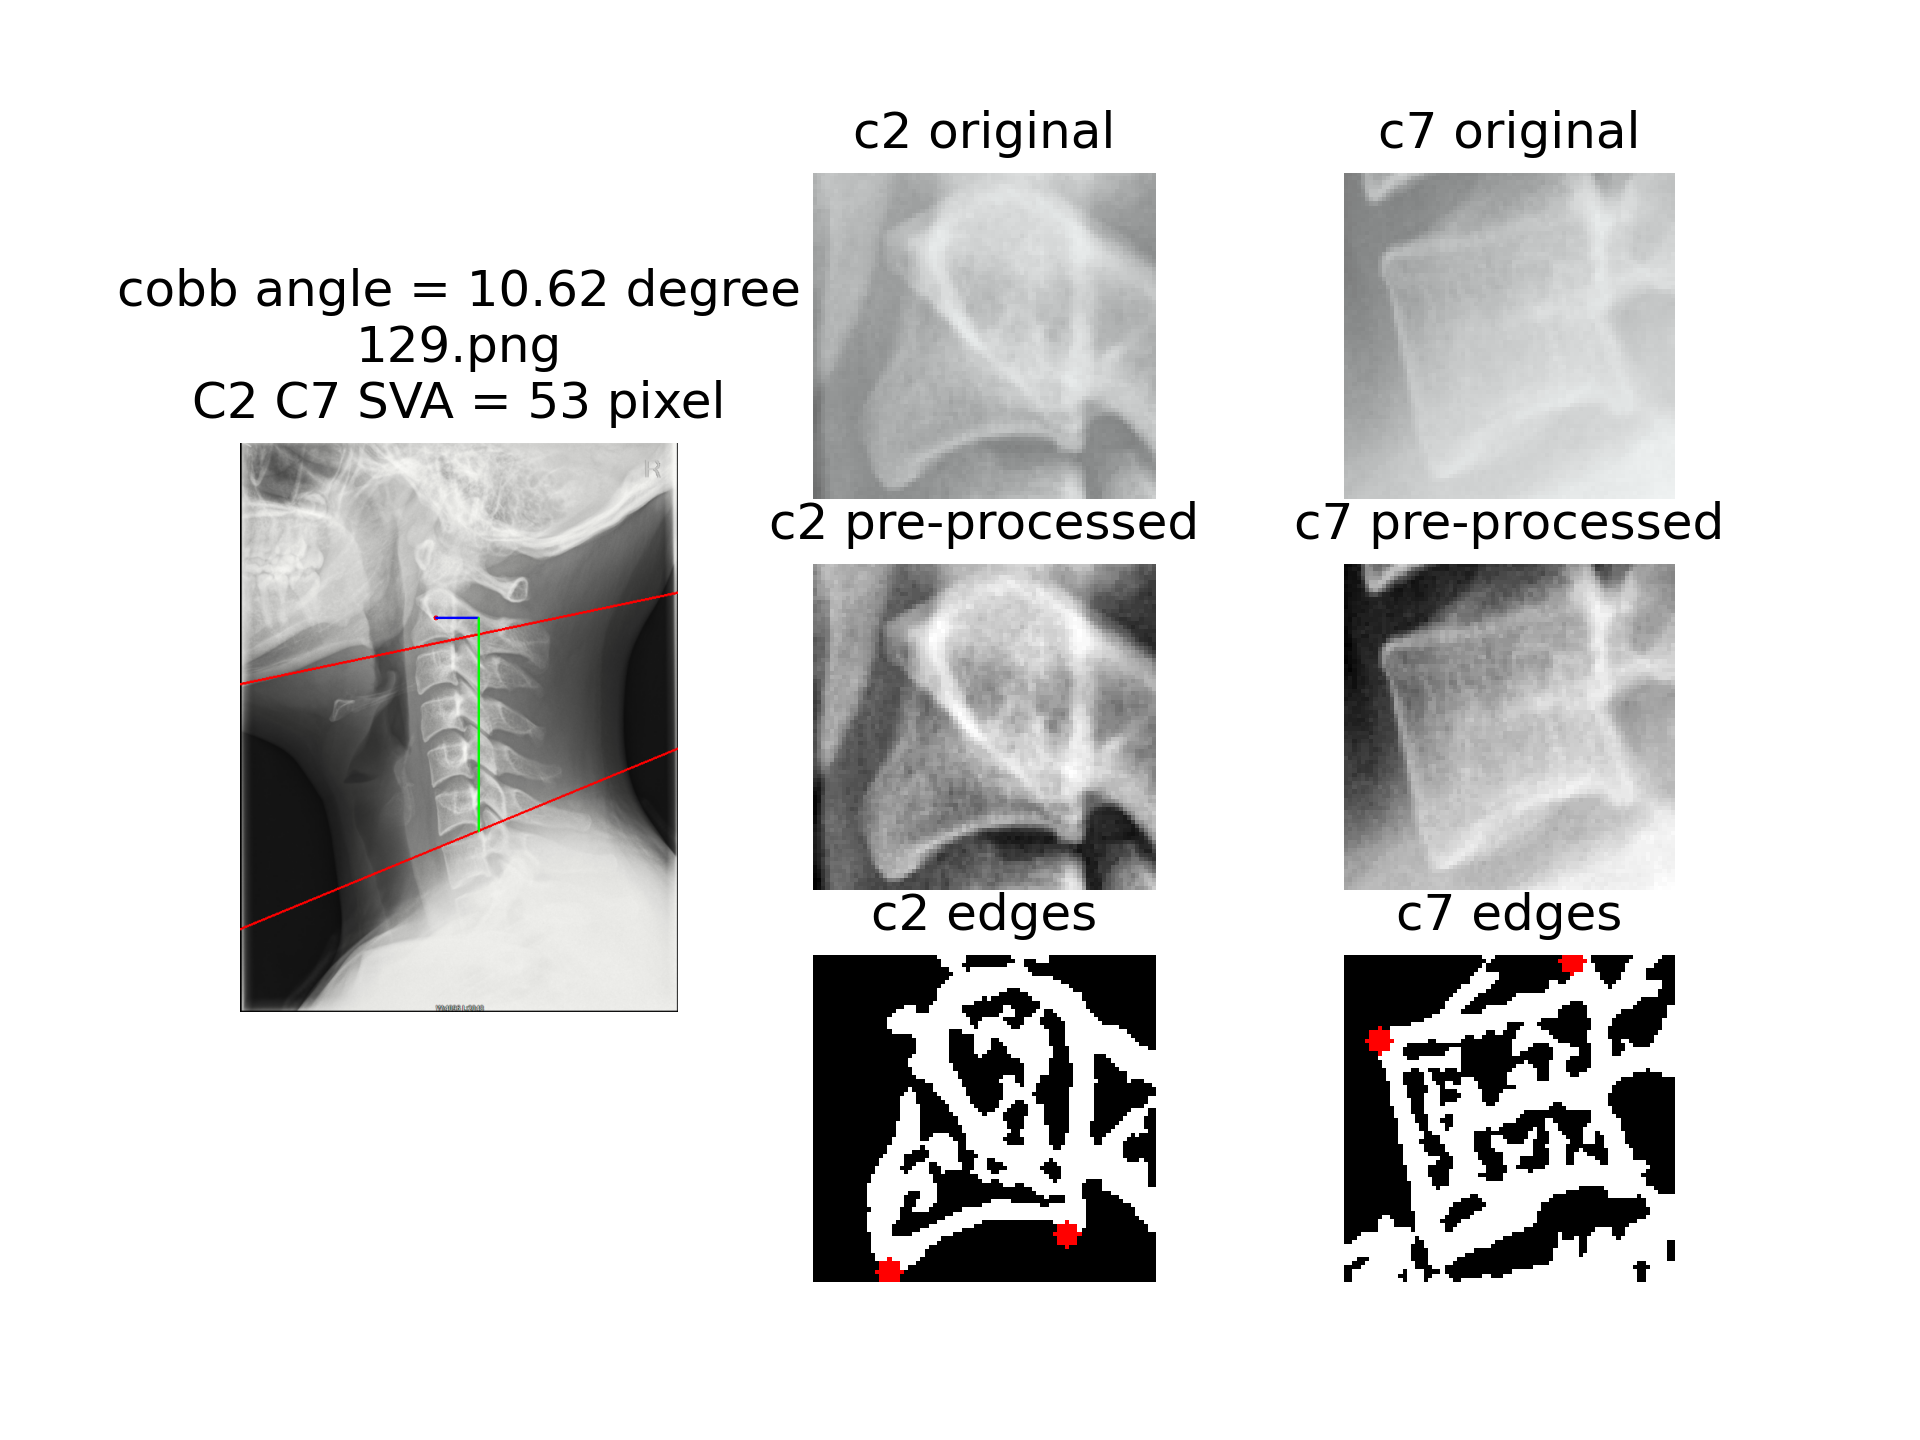 cobb angle = 10.62 degree
129.png
C2 C7 SVA = 53 pixel
R
c2 original
c7 original
c2 pre-processed
c7 pre-processed
c2 edges
c7 edges